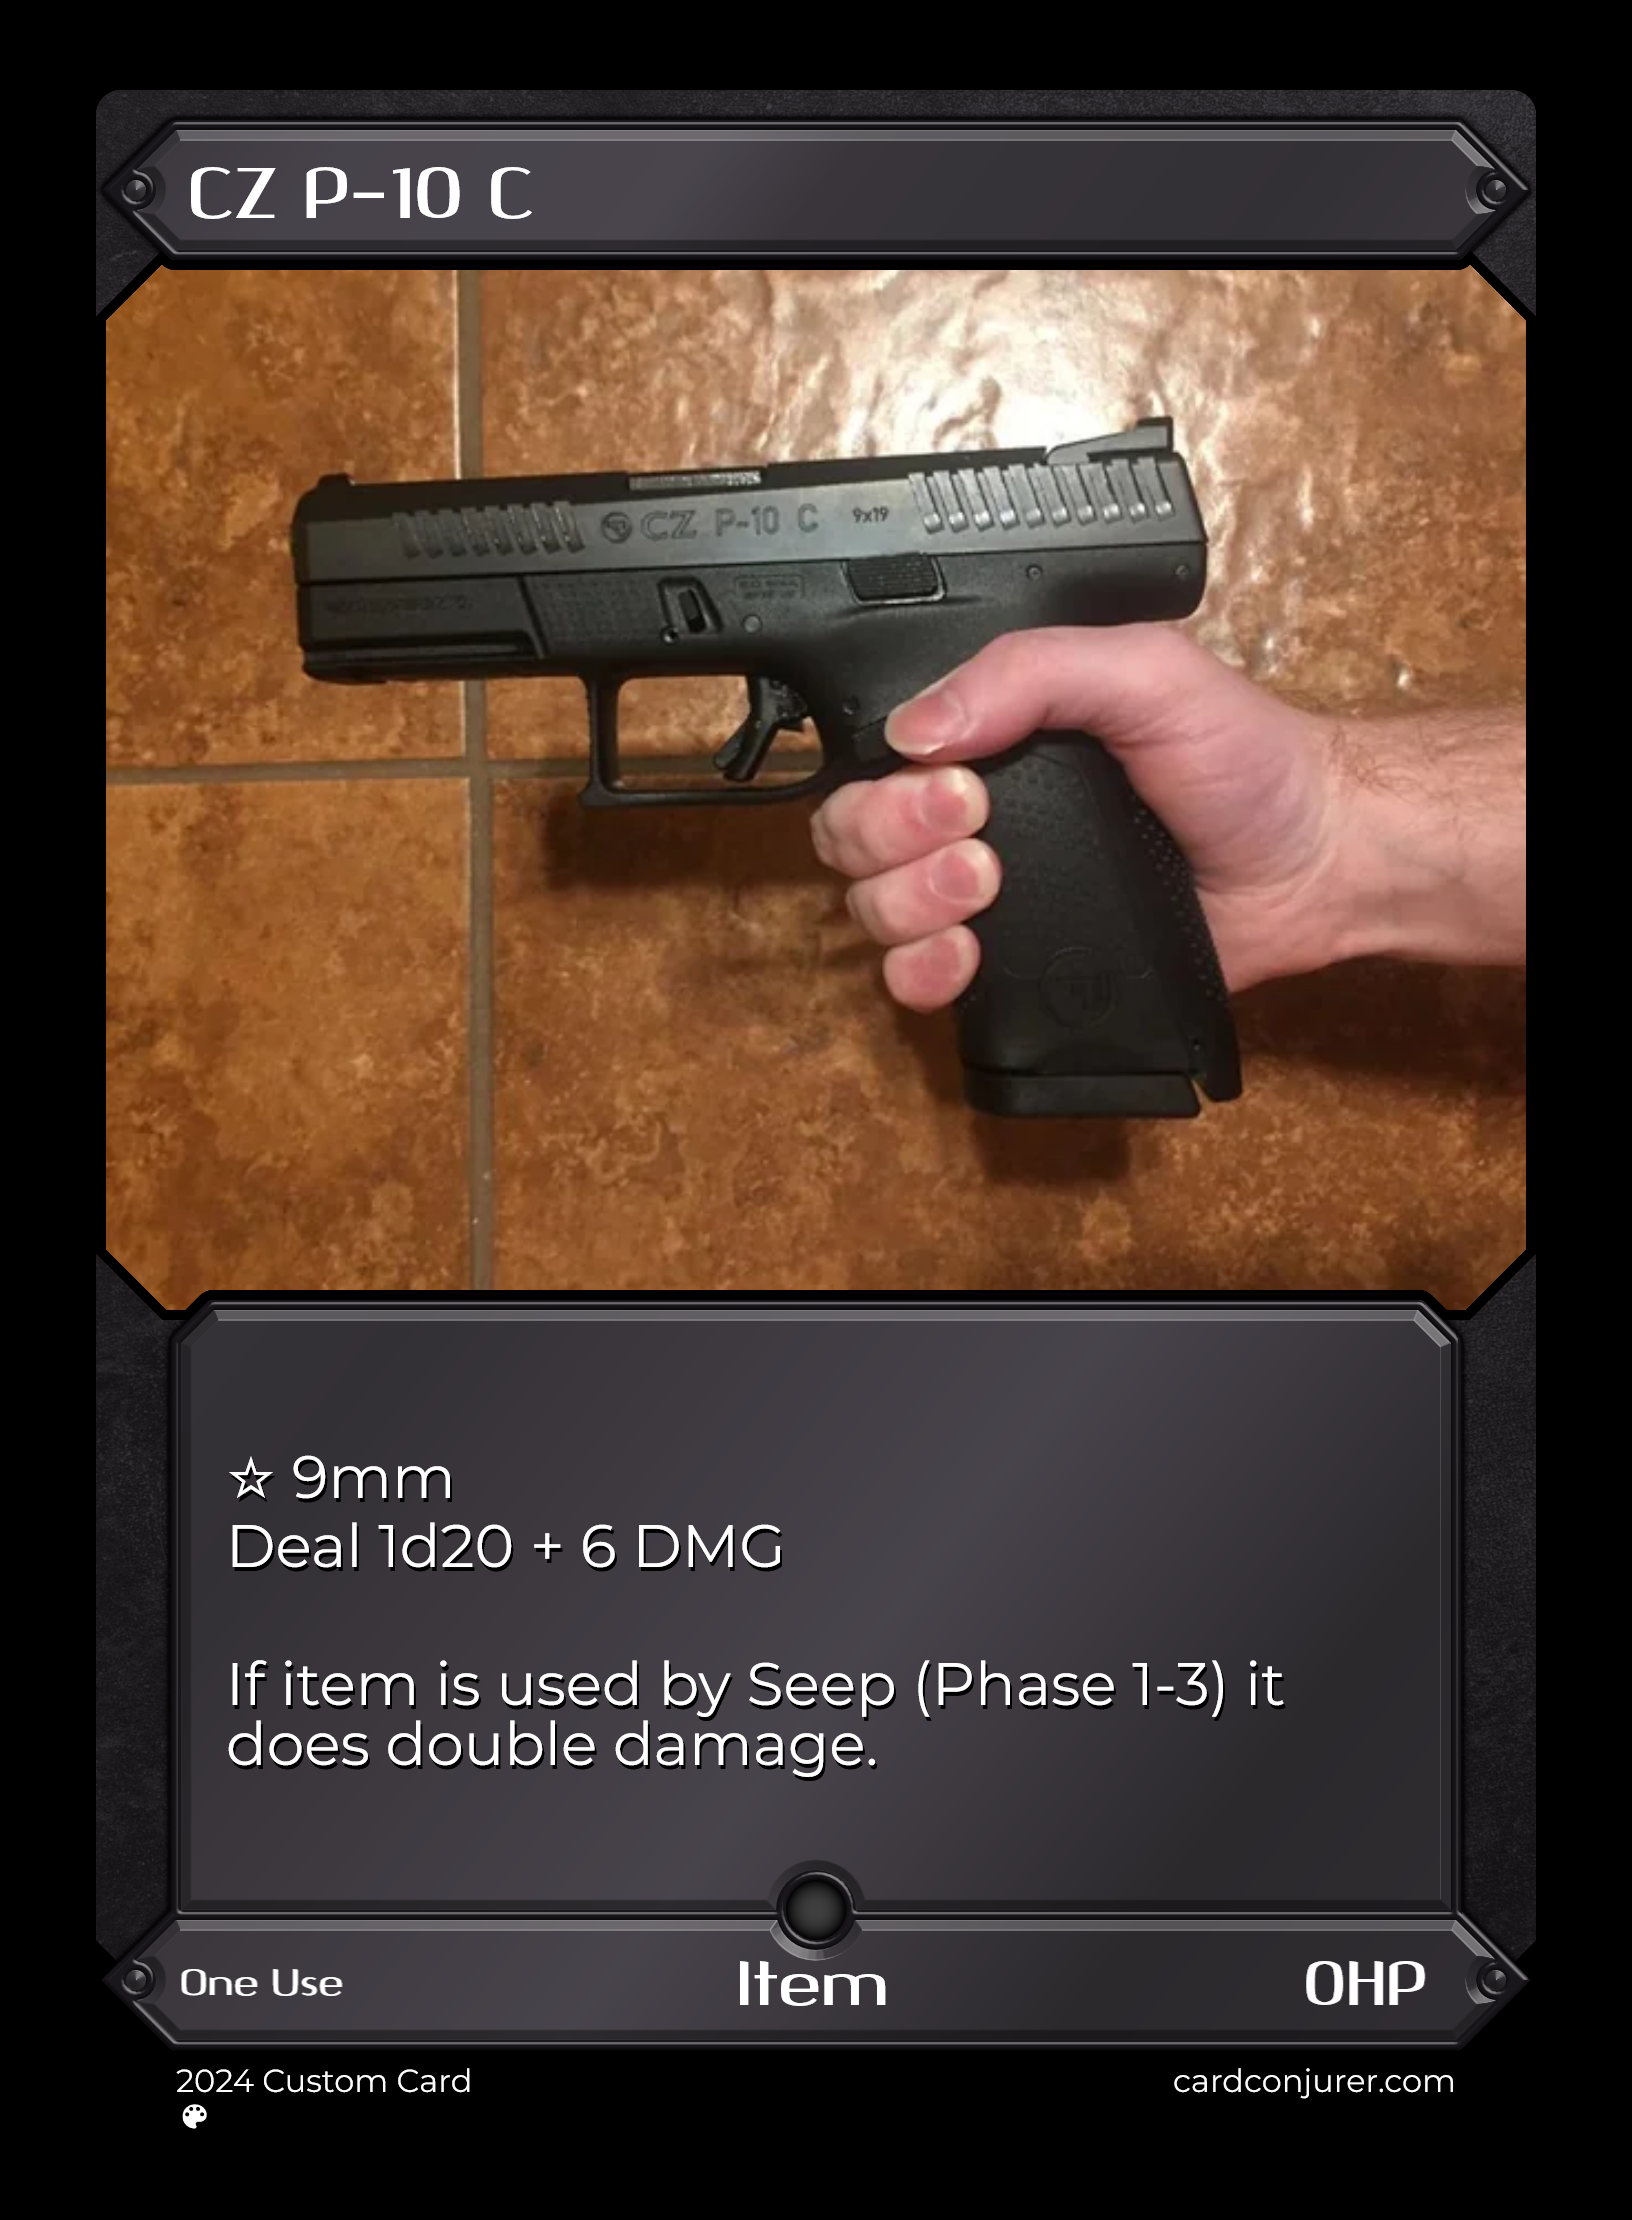 CZ P-10 C
CZ P-10 C 9x19
☆ 9mm
Deal 1d20 + 6 DMG
If item is used by Seep (Phase 1-3) it
does double damage.
One Use
Item
0HP
2024 Custom Card
cardconjurer.com